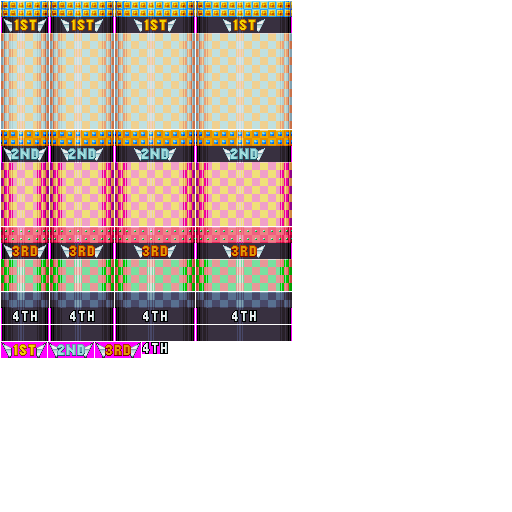 1ST 1ST 1ST 1ST
2ND 2ND 2ND 2ND
3RD 3RD 3RD 3RD
4TH 4TH 4TH 4TH
1ST 2ND 3RD 4TH